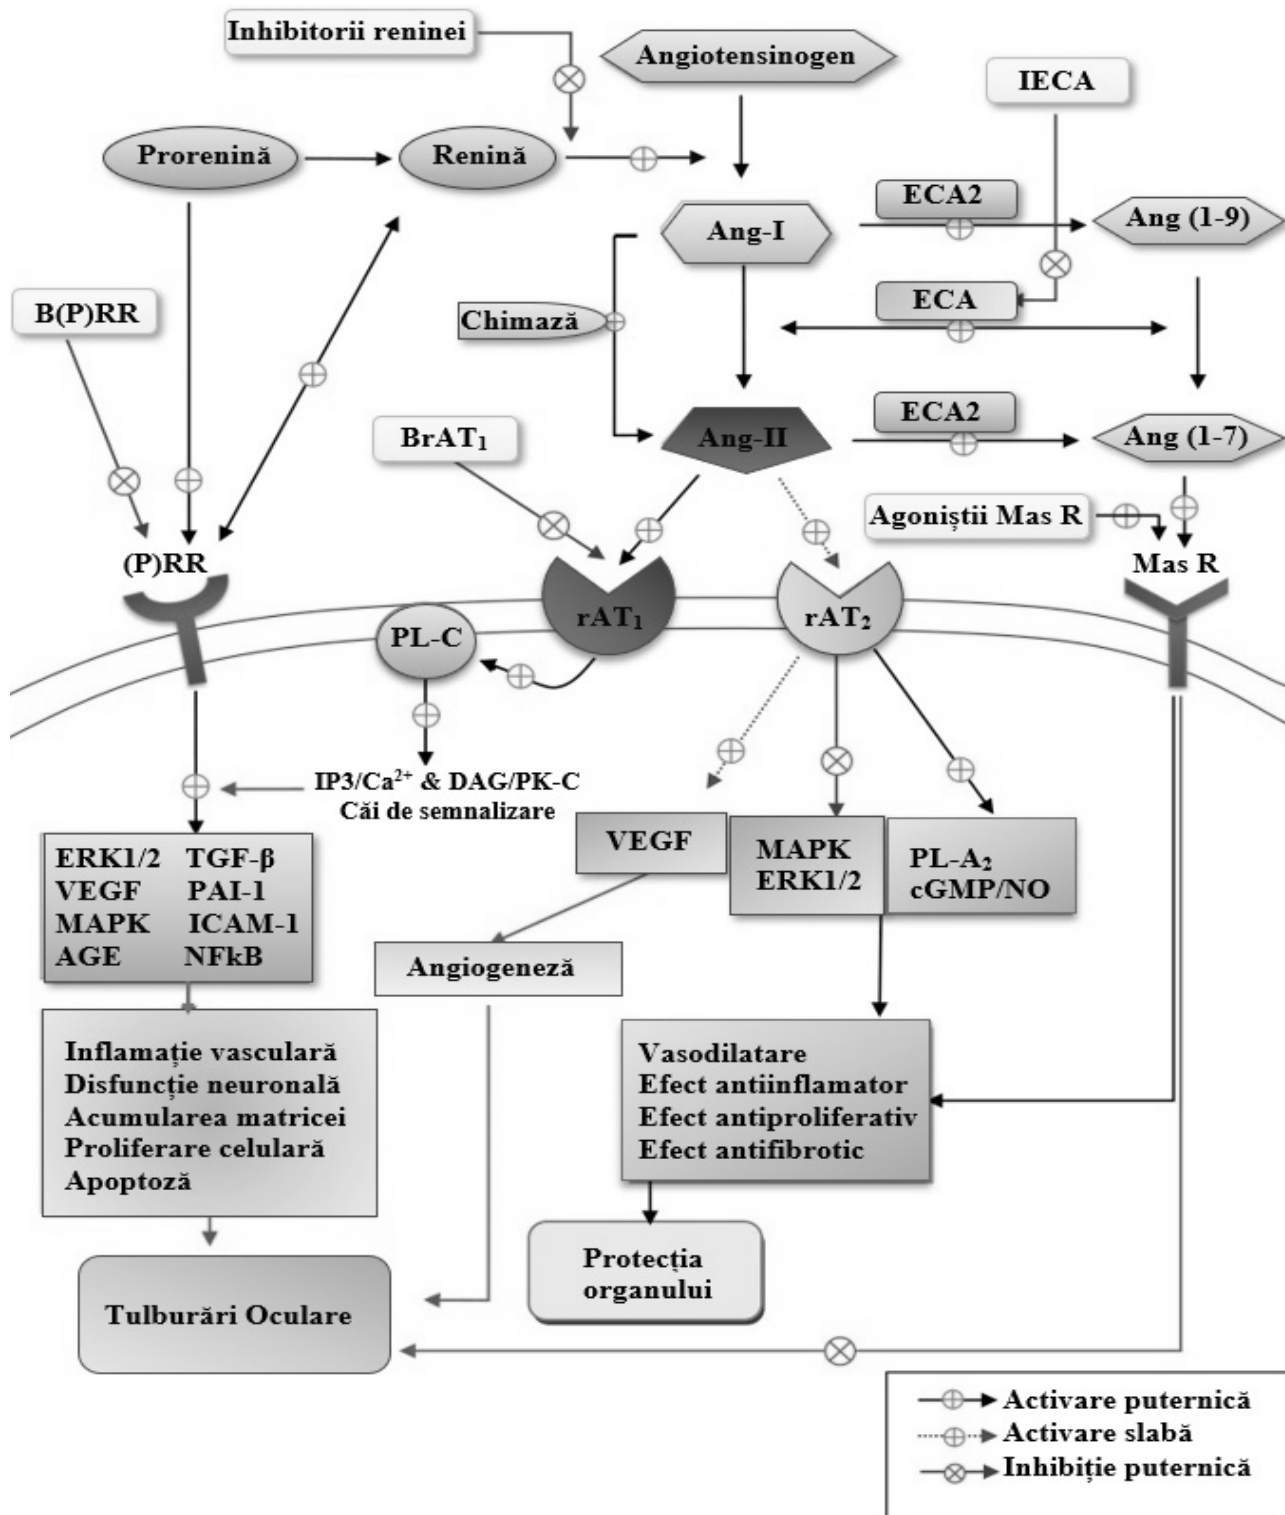 Inhibitorii reninei
Angiotensinogen
IECA
Prorenină
Renină
ECA2
Ang-I
Ang (1-9)
B(P)RR
ECA
Chimază
BrAT₁
Ang-II
ECA2
Ang (1-7)
Agoniștii Mas R
(P)RR
Mas R
PL-C
rAT₁
rAT₂
IP3/Ca²⁺ & DAG/PK-C
Căi de semnalizare
ERK1/2 TGF-β
VEGF PAI-1
MAPK ICAM-1
AGE NFkB
VEGF
MAPK
ERK1/2
PL-A₂
cGMP/NO
Angiogeneză
Inflamație vasculară
Disfuncție neuronală
Acumularea matricei
Proliferare celulară
Apoptoză
Vasodilatare
Efect antiinflamator
Efect antiproliferativ
Efect antifibrotic
Protecția
organului
Tulburări Oculare
Activare puternică
Activare slabă
Inhibiție puternică